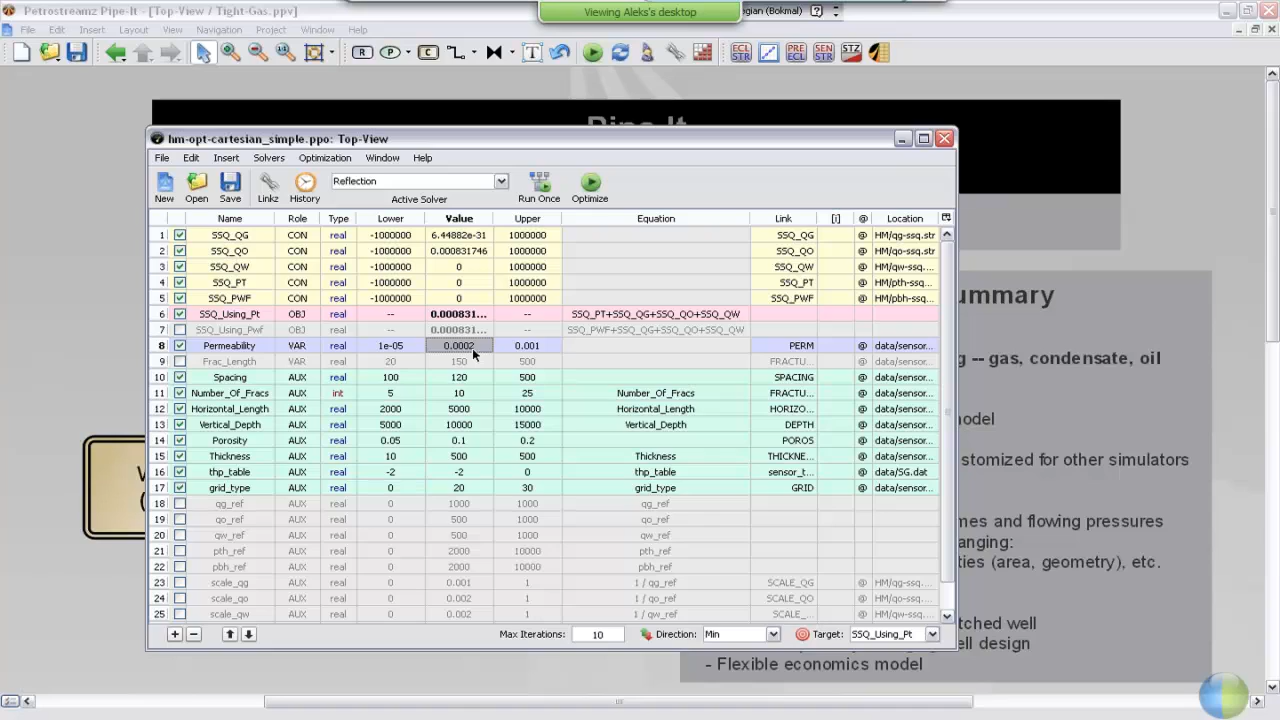 Petrostreamz Pipe-It - [Top-View / Tight-Gas.ppv]
Viewing Aleks's desktop
egian (Bokmal)
File Edit Insert Layout View Navigation Project Window Help
R P C T ECL STR PRE ECL SEN STR STZ
hm-opt-cartesian_simple.ppo: Top-View
File Edit Insert Solvers Optimization Window Help
Reflection
New Open Save Linkz History Active Solver Run Once Optimize
Name Role Type Lower Value Upper Equation Link [i] @ Location
1 SSQ_QG CON real -1000000 6.44882e-31 1000000 SSQ_QG @ HM/qg-ssq.str
2 SSQ_QO CON real -1000000 0.000831746 1000000 SSQ_QO @ HM/qo-ssq.str
3 SSQ_QW CON real -1000000 0 1000000 SSQ_QW @ HM/qw-ssq....
4 SSQ_PT CON real -1000000 0 1000000 SSQ_PT @ HM/pth-ssq...
5 SSQ_PWF CON real -1000000 0 1000000 SSQ_PWF @ HM/pbh-ssq...
6 SSQ_Using_Pt OBJ real -- 0.000831... -- SSQ_PT+SSQ_QG+SSQ_QO+SSQ_QW
7 SSQ_Using_Pwf OBJ real -- 0.000831... -- SSQ_PWF+SSQ_QG+SSQ_QO+SSQ_QW
8 Permeability VAR real 1e-05 0.0002 0.001 PERM @ data/sensor...
9 Frac_Length VAR real 20 150 500 FRACTU... @ data/sensor...
10 Spacing AUX real 100 120 500 SPACING @ data/sensor...
11 Number_Of_Fracs AUX int 5 10 25 Number_Of_Fracs FRACTU... @ data/sensor...
12 Horizontal_Length AUX real 2000 5000 10000 Horizontal_Length HORIZO... @ data/sensor...
13 Vertical_Depth AUX real 5000 10000 15000 Vertical_Depth DEPTH @ data/sensor...
14 Porosity AUX real 0.05 0.1 0.2 POROS @ data/sensor...
15 Thickness AUX real 10 500 500 Thickness THICKNE... @ data/sensor...
16 thp_table AUX real -2 -2 0 thp_table sensor_t... @ data/SG.dat
17 grid_type AUX real 0 20 30 grid_type GRID @ data/sensor...
18 qg_ref AUX real 0 1000 1000 qg_ref
19 qo_ref AUX real 0 500 1000 qo_ref
20 qw_ref AUX real 0 500 1000 qw_ref
21 pth_ref AUX real 0 2000 10000 pth_ref
22 pbh_ref AUX real 0 2000 10000 pbh_ref
23 scale_qg AUX real 0 0.001 1 1 / qg_ref SCALE_QG @ HM/qg-ssq....
24 scale_qo AUX real 0 0.002 1 1 / qo_ref SCALE_QO @ HM/qo-ssq....
25 scale_qw AUX real 0 0.002 1 1 / qw_ref SCALE_... @ HM/qw-ssq....
Max Iterations: 10 Direction: Min Target: SSQ_Using_Pt
ummary
g -- gas, condensate, oil
odel
stomized for other simulators
mes and flowing pressures
anging:
ties (area, geometry), etc.
tched well
ell design
- Flexible economics model